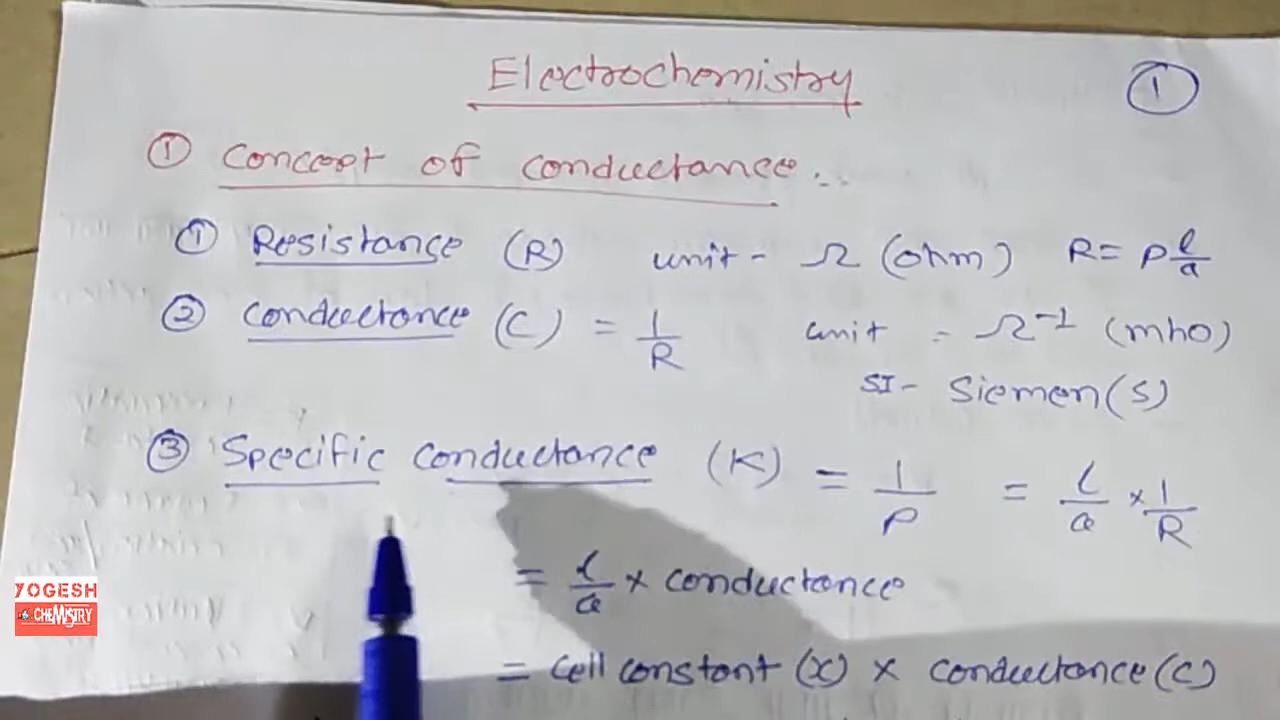 Electrochemistry ①
① Concept of conductance...
① Resistance (R) unit - Ω (ohm) R = ρ l/a
② Conductance (C) = 1/R unit = Ω⁻¹ (mho)
SI - Siemen (S)
③ Specific conductance (K) = 1/ρ = l/a × 1/R
= l/a × conductance
= cell constant (x) × conductance (C)
YOGESH
CHEMISTRY